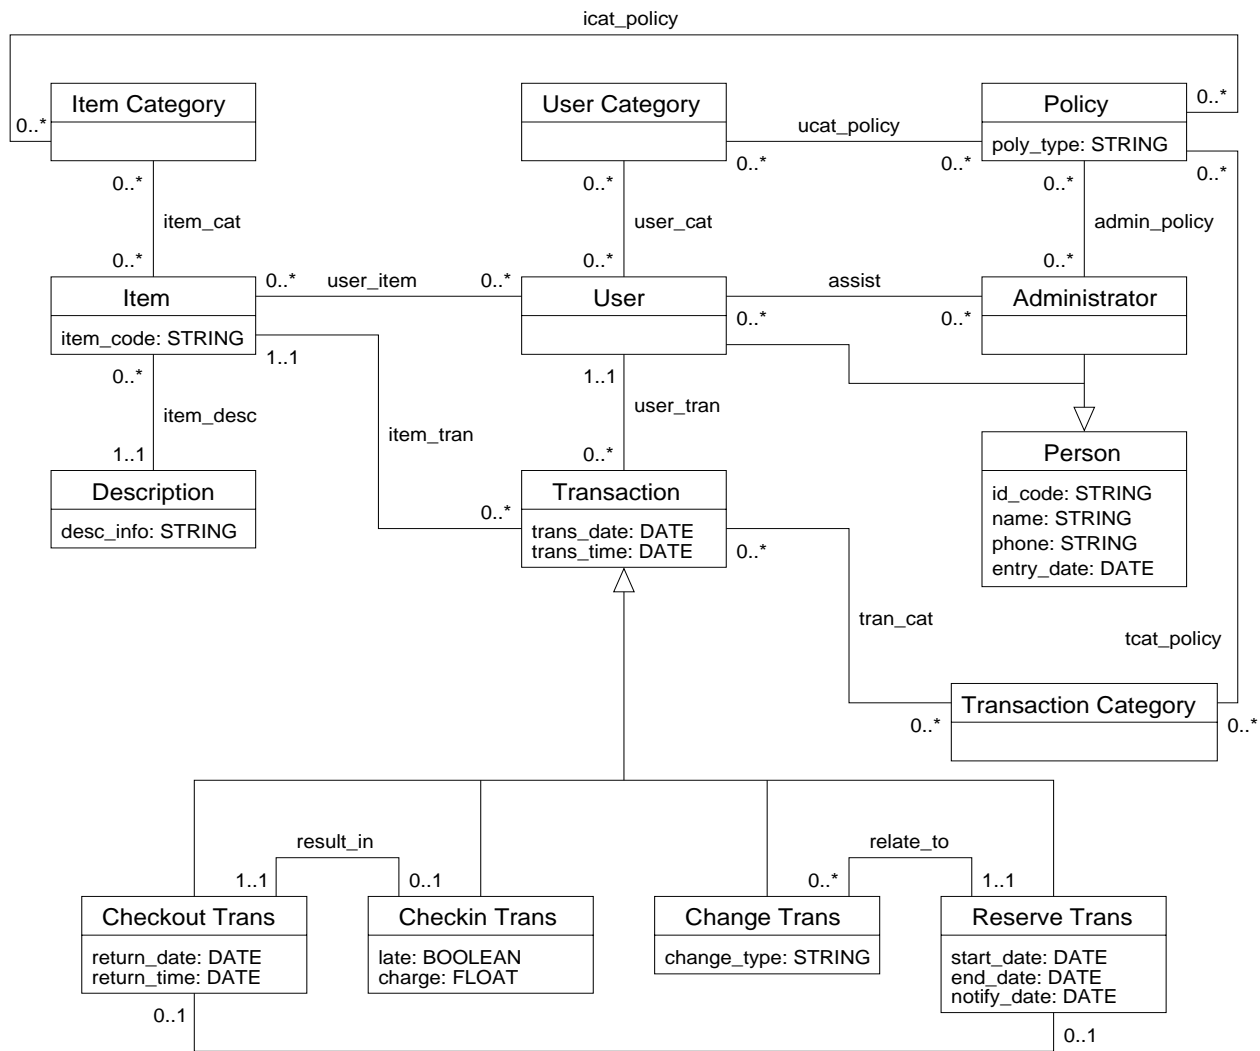 icat_policy
Item Category
User Category
Policy
0..*
0..*
ucat_policy
poly_type: STRING
0..*
0..*
0..*
0..*
0..*
0..*
0..*
item_cat
user_cat
admin_policy
0..*
0..*
0..*
0..*
user_item
0..*
assist
Item
User
Administrator
0..*
0..*
item_code: STRING
1..1
0..*
1..1
item_desc
user_tran
item_tran
1..1
0..*
Person
Description
Transaction
id_code: STRING
desc_info: STRING
0..*
trans_date: DATE
name: STRING
trans_time: DATE
0..*
phone: STRING
entry_date: DATE
tran_cat
tcat_policy
Transaction Category
0..*
0..*
result_in
relate_to
1..1
0..1
0..*
1..1
Checkout Trans
Checkin Trans
Change Trans
Reserve Trans
return_date: DATE
return_time: DATE
late: BOOLEAN
charge: FLOAT
change_type: STRING
start_date: DATE
end_date: DATE
notify_date: DATE
0..1
0..1